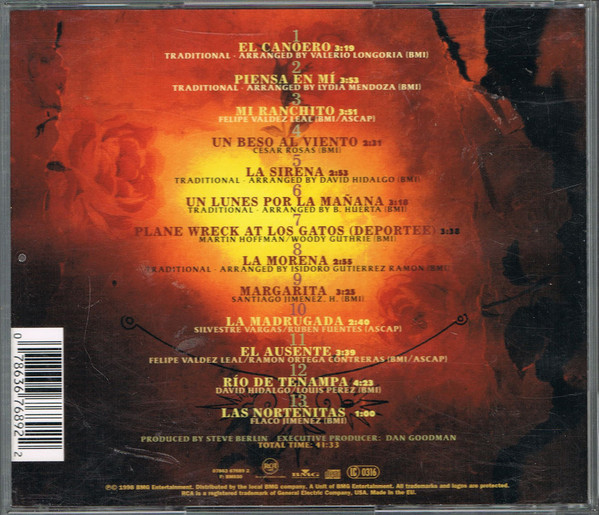 1
EL CANOERO 3:19
TRADITIONAL - ARRANGED BY VALERIO LONGORIA (BMI)
2
PIENSA EN MÍ 3:53
TRADITIONAL - ARRANGED BY LYDIA MENDOZA (BMI)
3
MI RANCHITO 3:51
FELIPE VALDEZ LEAL (BMI/ASCAP)
4
UN BESO AL VIENTO 2:31
CESAR ROSAS (BMI)
5
LA SIRENA 2:53
TRADITIONAL - ARRANGED BY DAVID HIDALGO (BMI)
6
UN LUNES POR LA MAÑANA 3:18
TRADITIONAL - ARRANGED BY B. HUERTA (BMI)
7
PLANE WRECK AT LOS GATOS (DEPORTEE) 3:38
MARTIN HOFFMAN/WOODY GUTHRIE (BMI)
8
LA MORENA 2:55
TRADITIONAL - ARRANGED BY ISIDORO GUTIERREZ RAMON (BMI)
9
MARGARITA 3:25
SANTIAGO JIMENEZ, H. (BMI)
10
LA MADRUGADA 2:40
SILVESTRE VARGAS/RUBEN FUENTES (ASCAP)
11
EL AUSENTE 3:39
FELIPE VALDEZ LEAL/RAMON ORTEGA CONTRERAS (BMI/ASCAP)
12
RÍO DE TENAMPA 4:23
DAVID HIDALGO/LOUIS PEREZ (BMI)
13
LAS NORTENITAS 1:00
FLACO JIMENEZ (BMI)
PRODUCED BY STEVE BERLIN EXECUTIVE PRODUCER: DAN GOODMAN
TOTAL TIME: 41:33
0 78636 76892 2
RCA
BMG
LC 0316
℗© 1998 BMG Entertainment. Distributed by the local BMG company. A Unit of BMG Entertainment. All trademarks and logos are protected.
RCA is a registered trademark of General Electric Company, USA. Made in the EU.